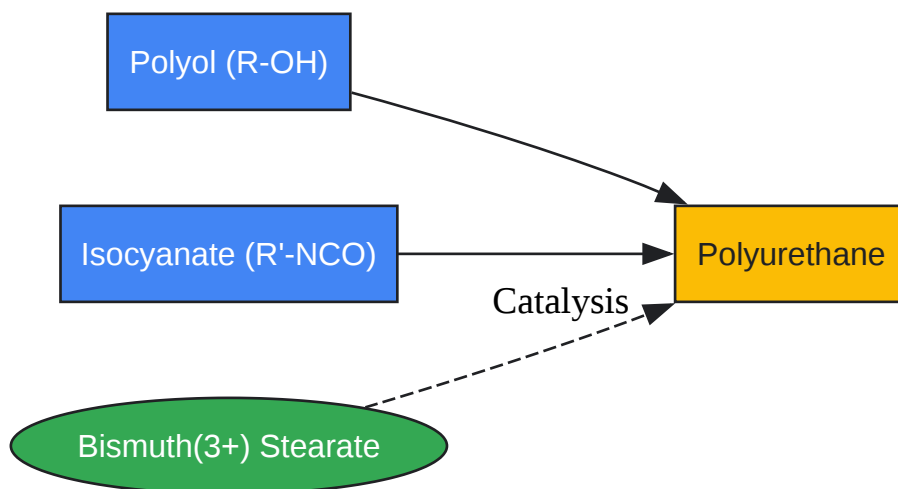 Polyol (R-OH)
Isocyanate (R'-NCO)
Polyurethane
Catalysis
Bismuth(3+) Stearate